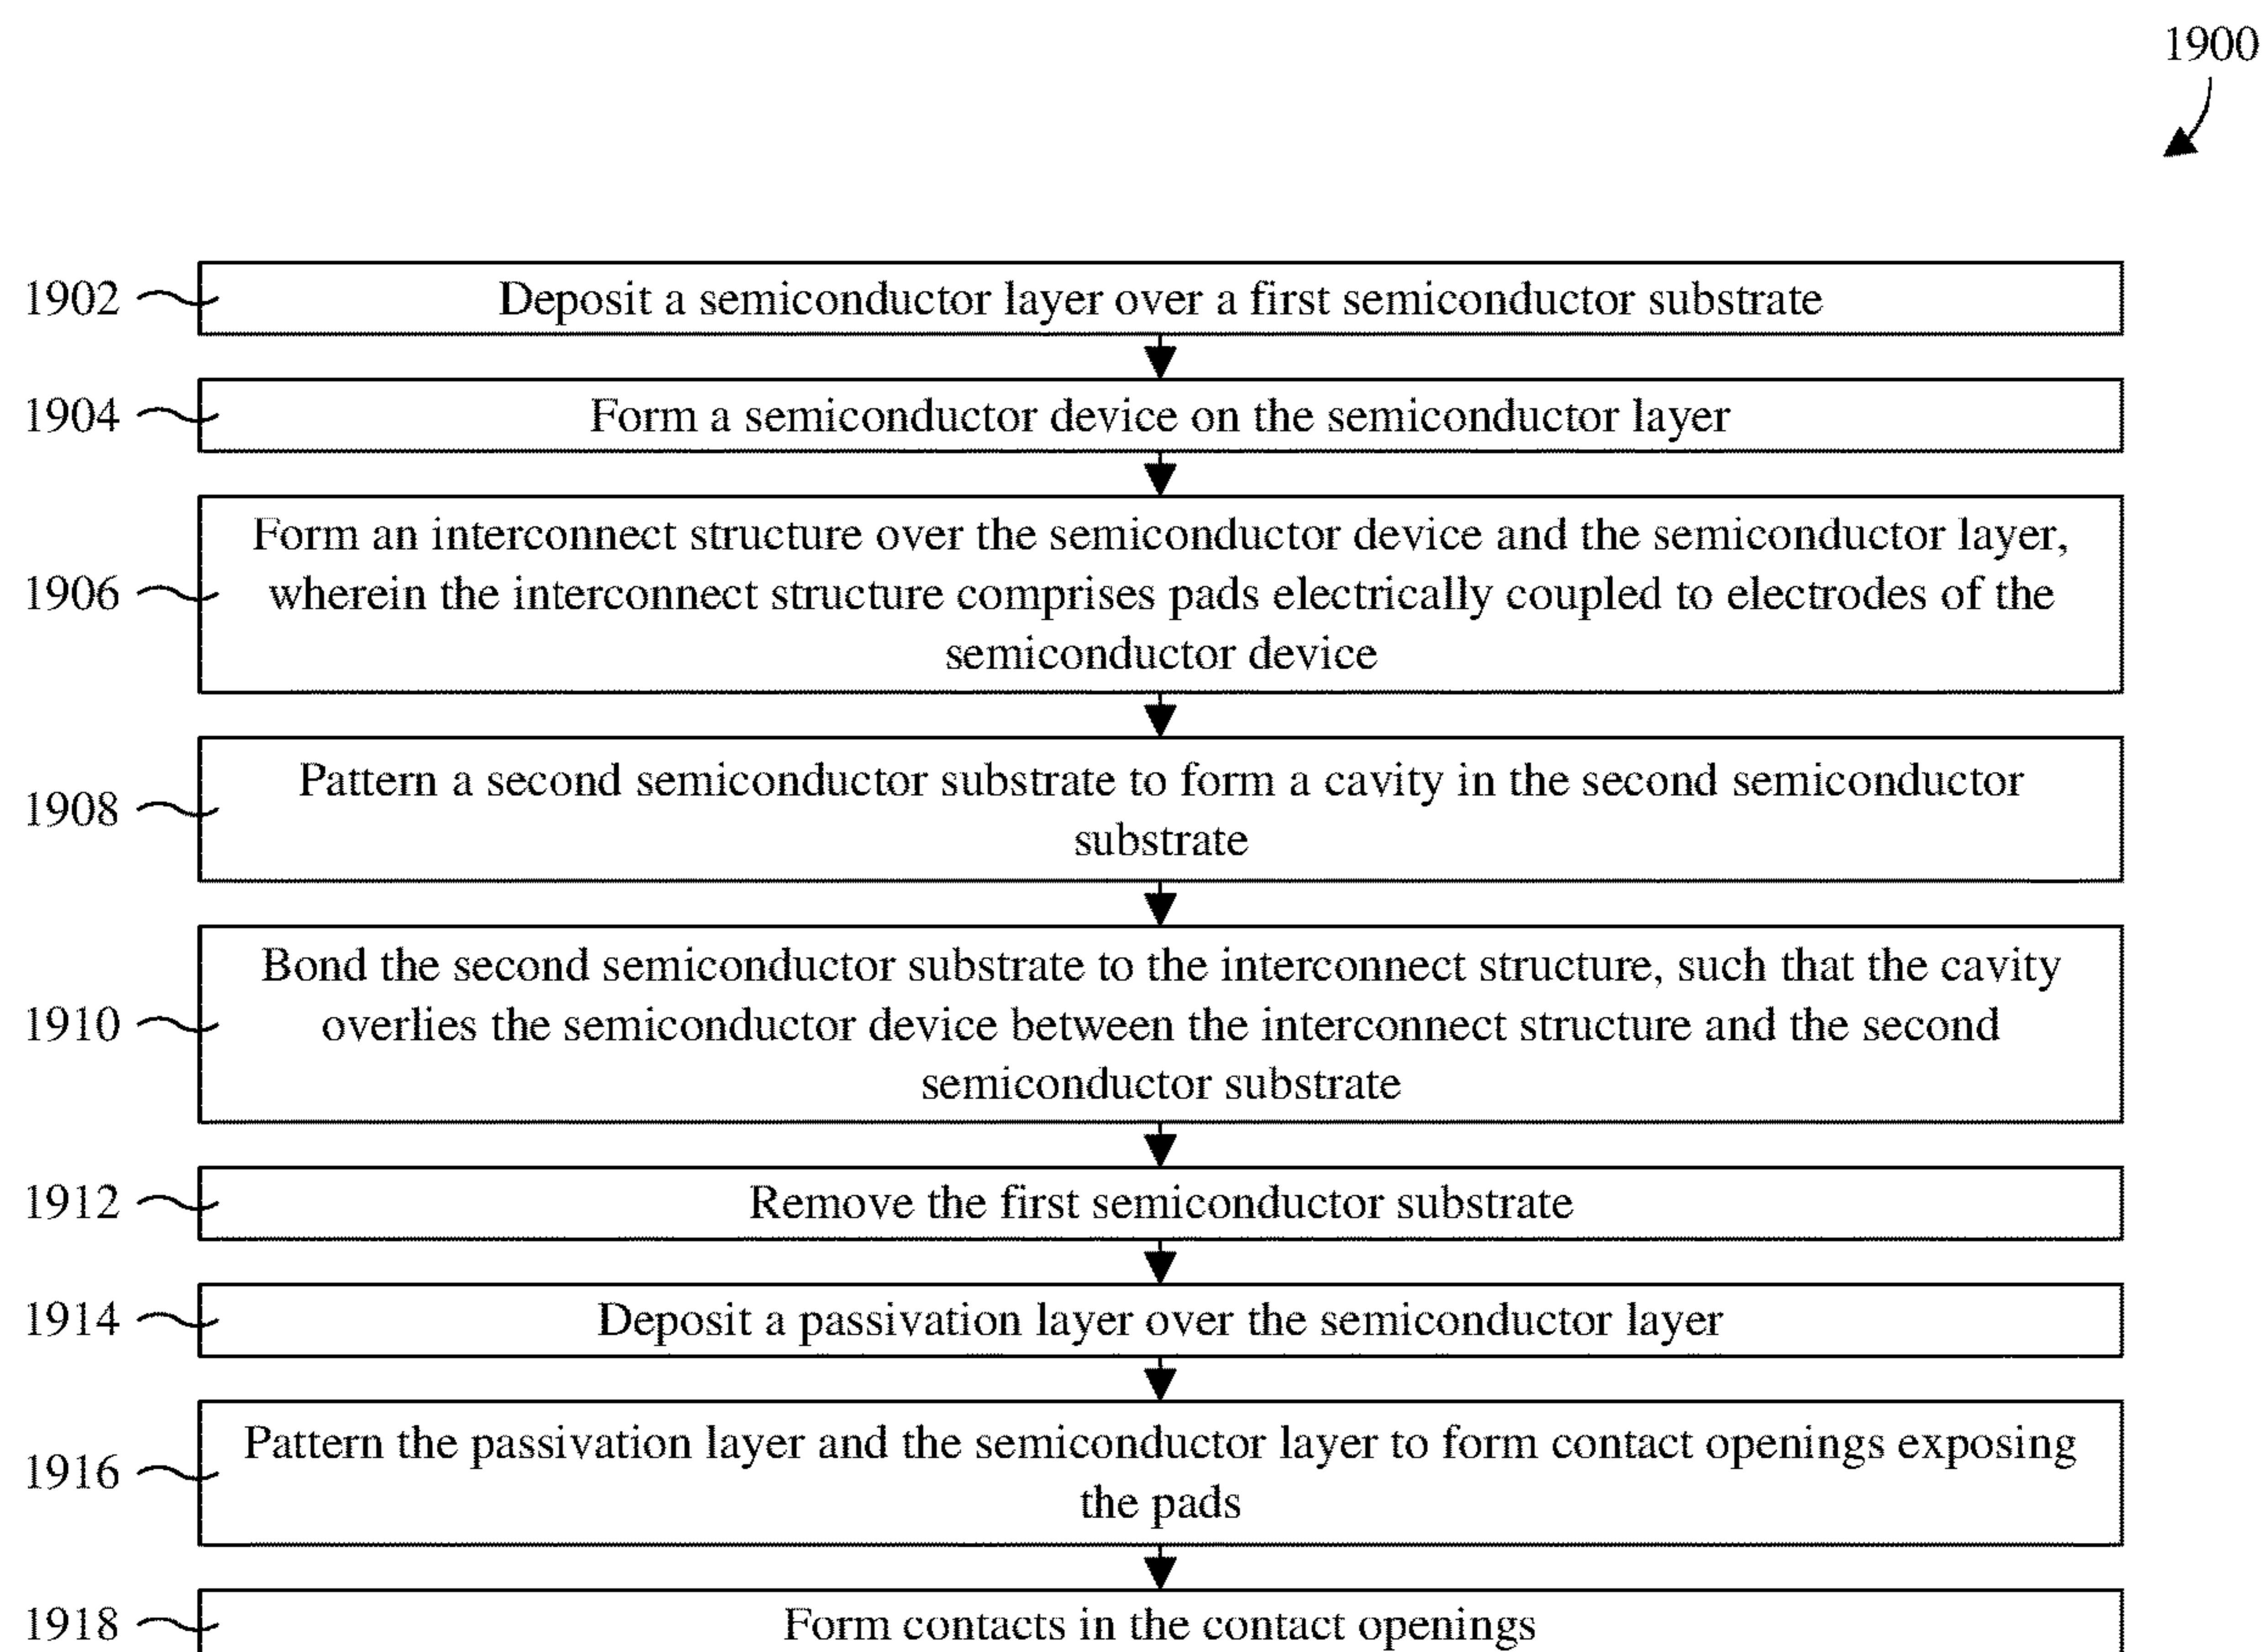 1900
1902 Deposit a semiconductor layer over a first semiconductor substrate
1904 Form a semiconductor device on the semiconductor layer
Form an interconnect structure over the semiconductor device and the semiconductor layer,
1906 wherein the interconnect structure comprises pads electrically coupled to electrodes of the
semiconductor device
1908 Pattern a second semiconductor substrate to form a cavity in the second semiconductor
substrate
Bond the second semiconductor substrate to the interconnect structure, such that the cavity
1910 overlies the semiconductor device between the interconnect structure and the second
semiconductor substrate
1912 Remove the first semiconductor substrate
1914 Deposit a passivation layer over the semiconductor layer
1916 Pattern the passivation layer and the semiconductor layer to form contact openings exposing
the pads
1918 Form contacts in the contact openings